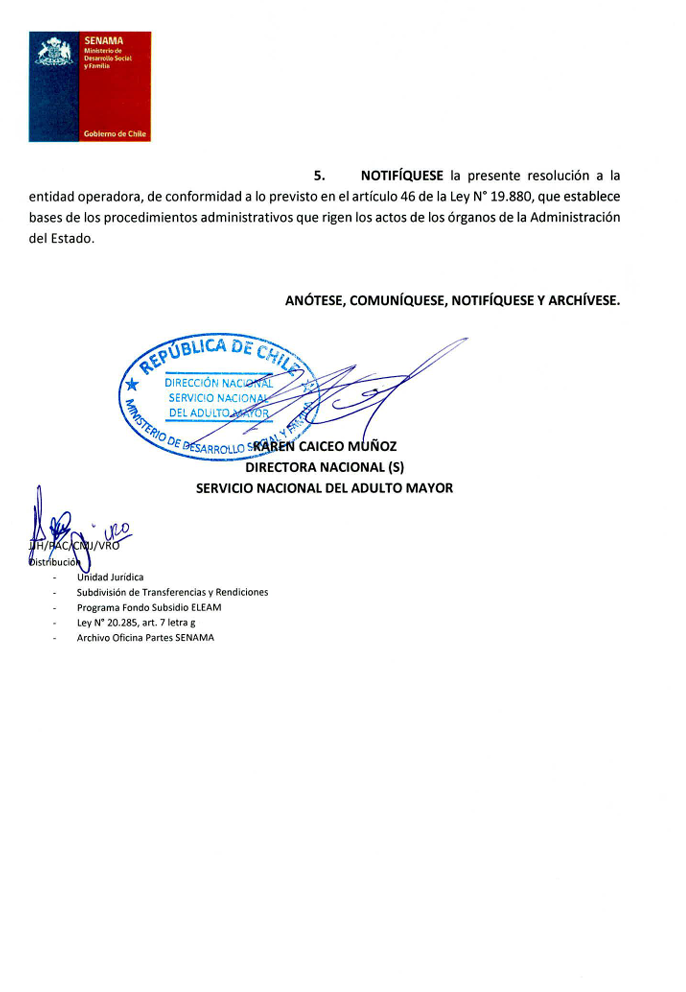 SENAMA
Ministerio de
Desarrollo Social
y Familia
Gobierno de Chile
5. NOTIFÍQUESE la presente resolución a la
entidad operadora, de conformidad a lo previsto en el artículo 46 de la Ley N° 19.880, que establece
bases de los procedimientos administrativos que rigen los actos de los órganos de la Administración
del Estado.
ANÓTESE, COMUNÍQUESE, NOTIFÍQUESE Y ARCHÍVESE.
REPÚBLICA DE CHILE
DIRECCIÓN NACIONAL
SERVICIO NACIONAL
DEL ADULTO MAYOR
MINISTERIO DE DESARROLLO SOCIAL Y FAMILIA
KAREN CAICEO MUÑOZ
DIRECTORA NACIONAL (S)
SERVICIO NACIONAL DEL ADULTO MAYOR
VRO
/PAC/CMJ/VRO
Distribución
- Unidad Jurídica
- Subdivisión de Transferencias y Rendiciones
- Programa Fondo Subsidio ELEAM
- Ley N° 20.285, art. 7 letra g
- Archivo Oficina Partes SENAMA